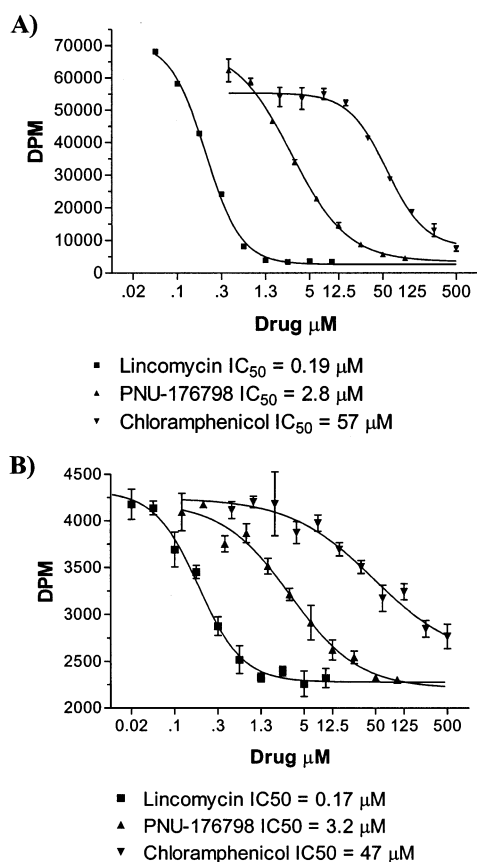 A)
70000
60000
50000
40000
30000
20000
10000
0
DPM
0.02 .1 .3 1.3 5 12.5 50 125 500
Drug μM
Lincomycin IC50 = 0.19 μM
PNU-176798 IC50 = 2.8 μM
Chloramphenicol IC50 = 57 μM
B)
4500
4000
3500
3000
2500
2000
DPM
0.02 .1 .3 1.3 5 12.5 50 125 500
Drug μM
Lincomycin IC50 = 0.17 μM
PNU-176798 IC50 = 3.2 μM
Chloramphenicol IC50 = 47 μM